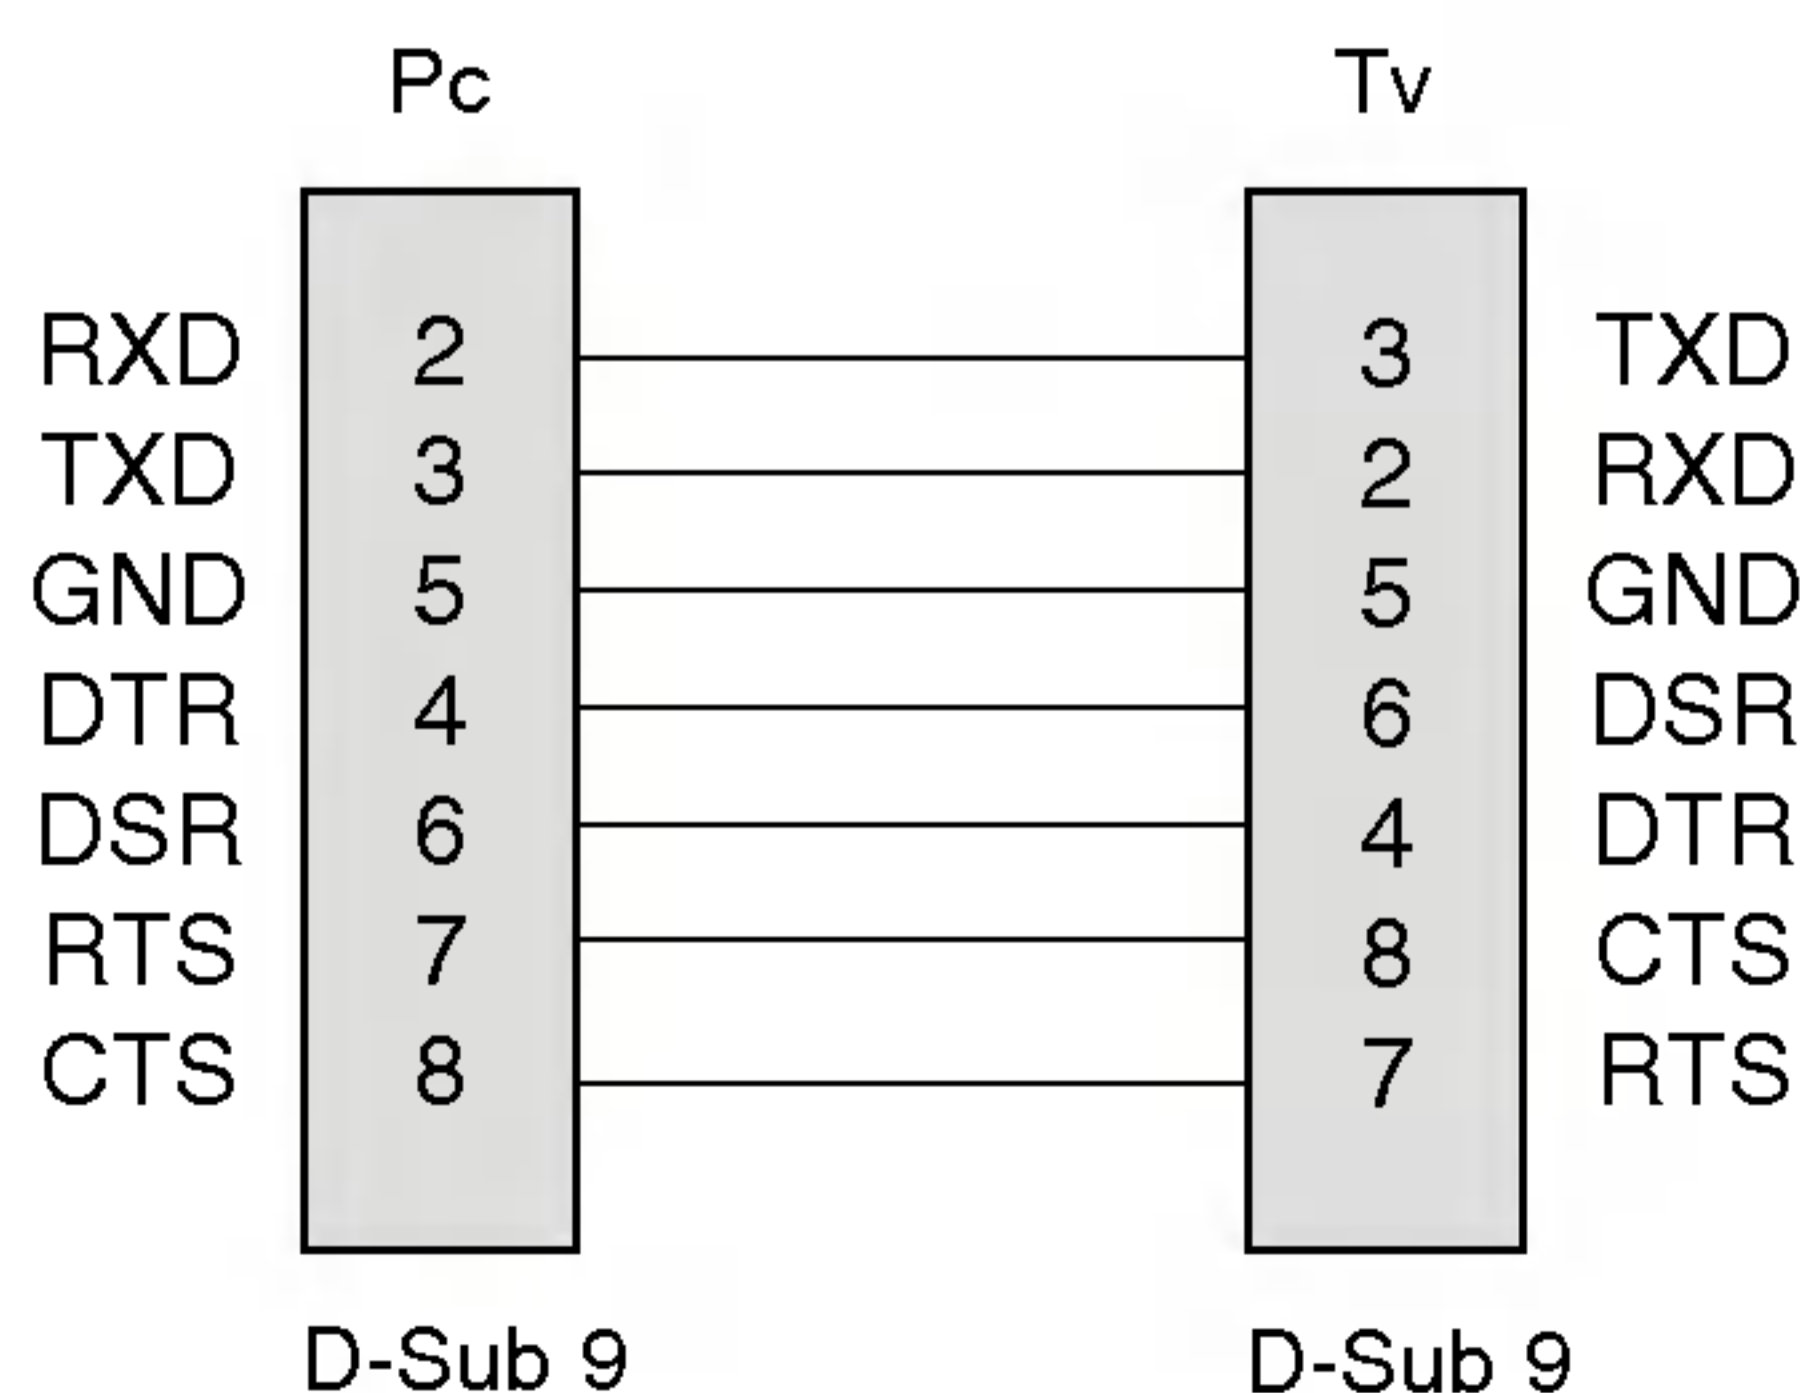 Pc Tv
RXD 2 3 TXD
TXD 3 2 RXD
GND 5 5 GND
DTR 4 6 DSR
DSR 6 4 DTR
RTS 7 8 CTS
CTS 8 7 RTS
D-Sub 9 D-Sub 9